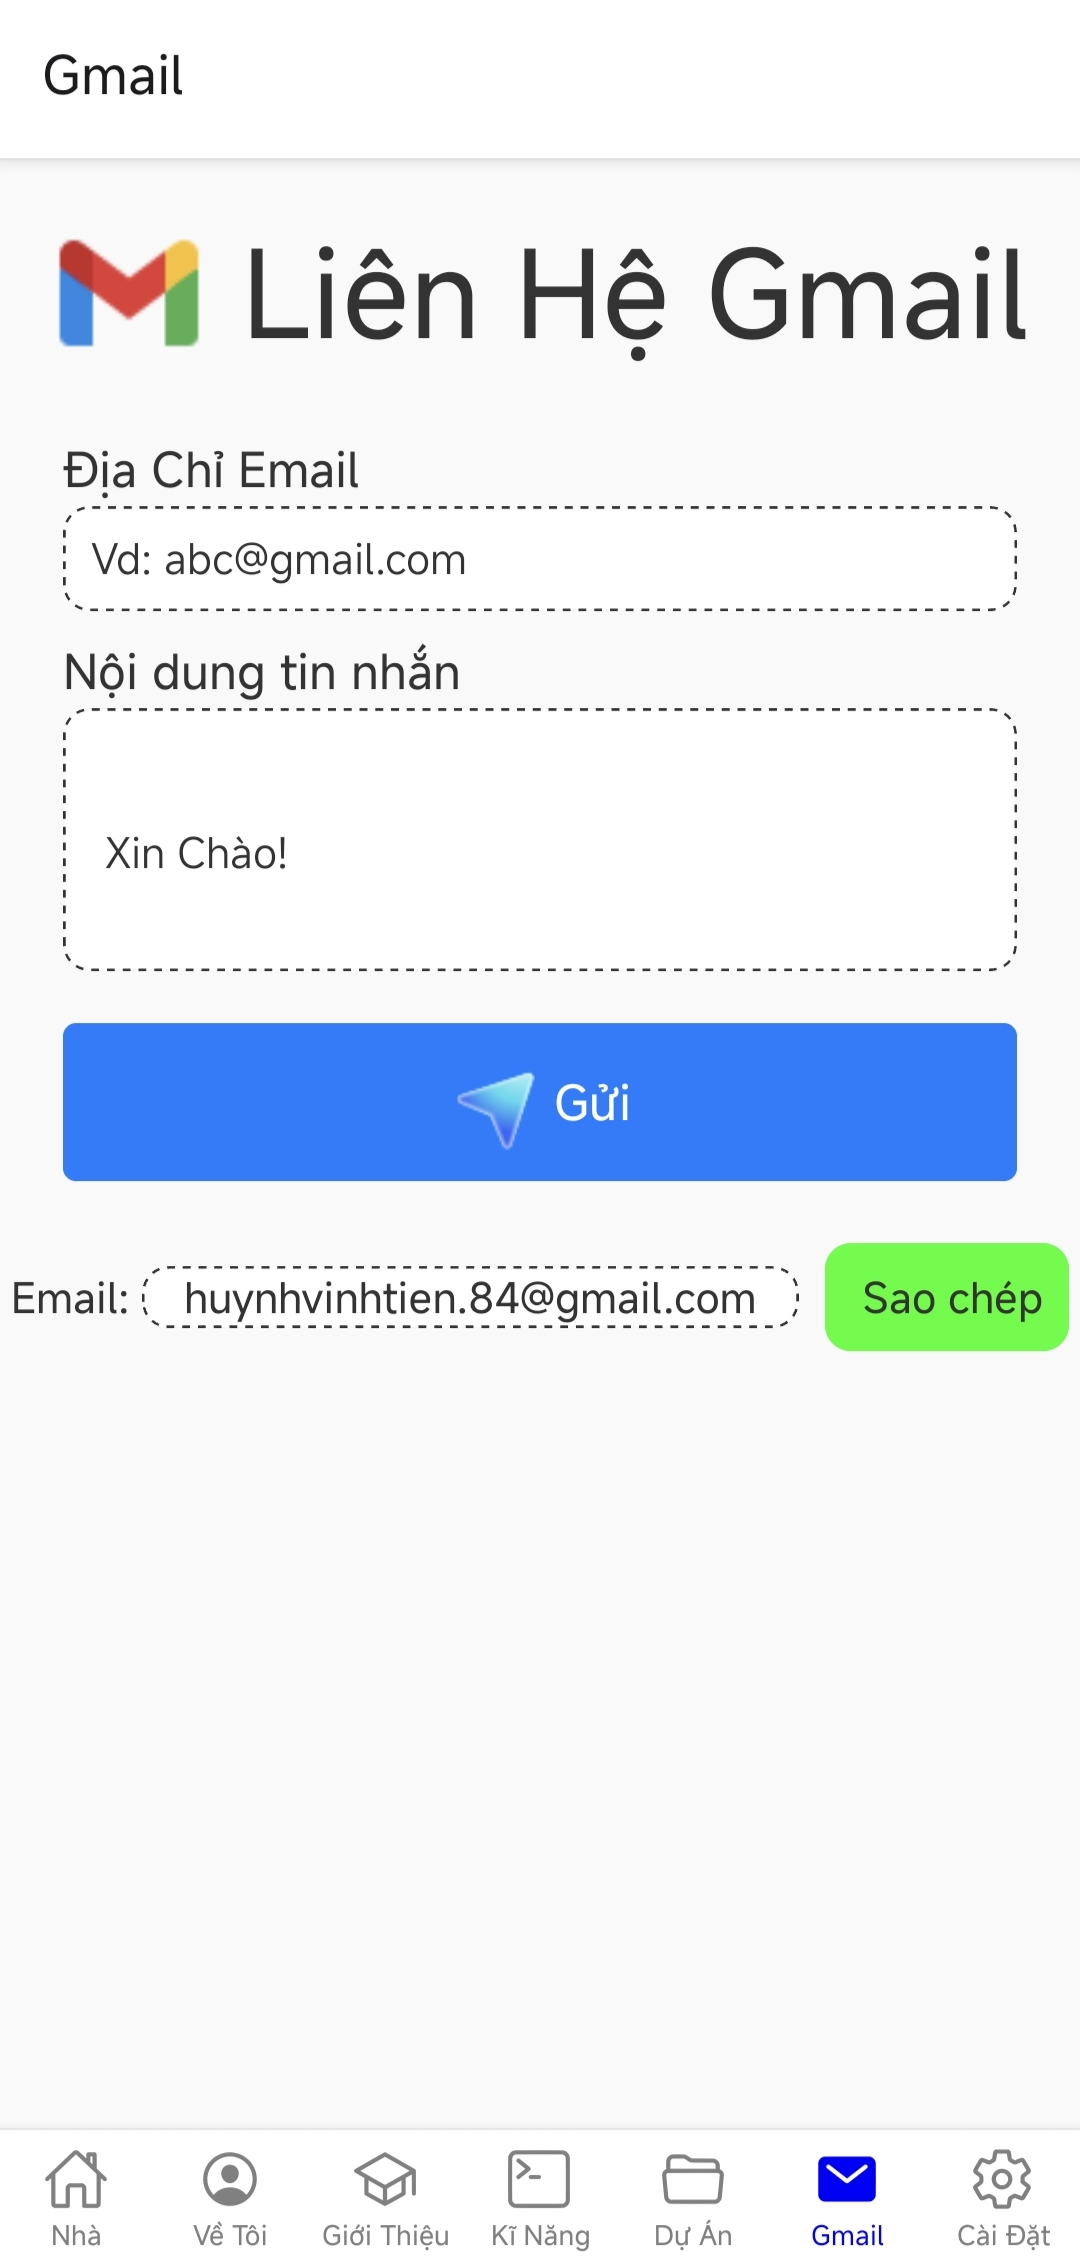 Gmail
Liên Hệ Gmail
Địa Chỉ Email
Vd: abc@gmail.com
Nội dung tin nhắn
Xin Chào!
Gửi
Email: huynhvinhtien.84@gmail.com Sao chép
Nhà Về Tôi Giới Thiệu Kĩ Năng Dự Án Gmail Cài Đặt